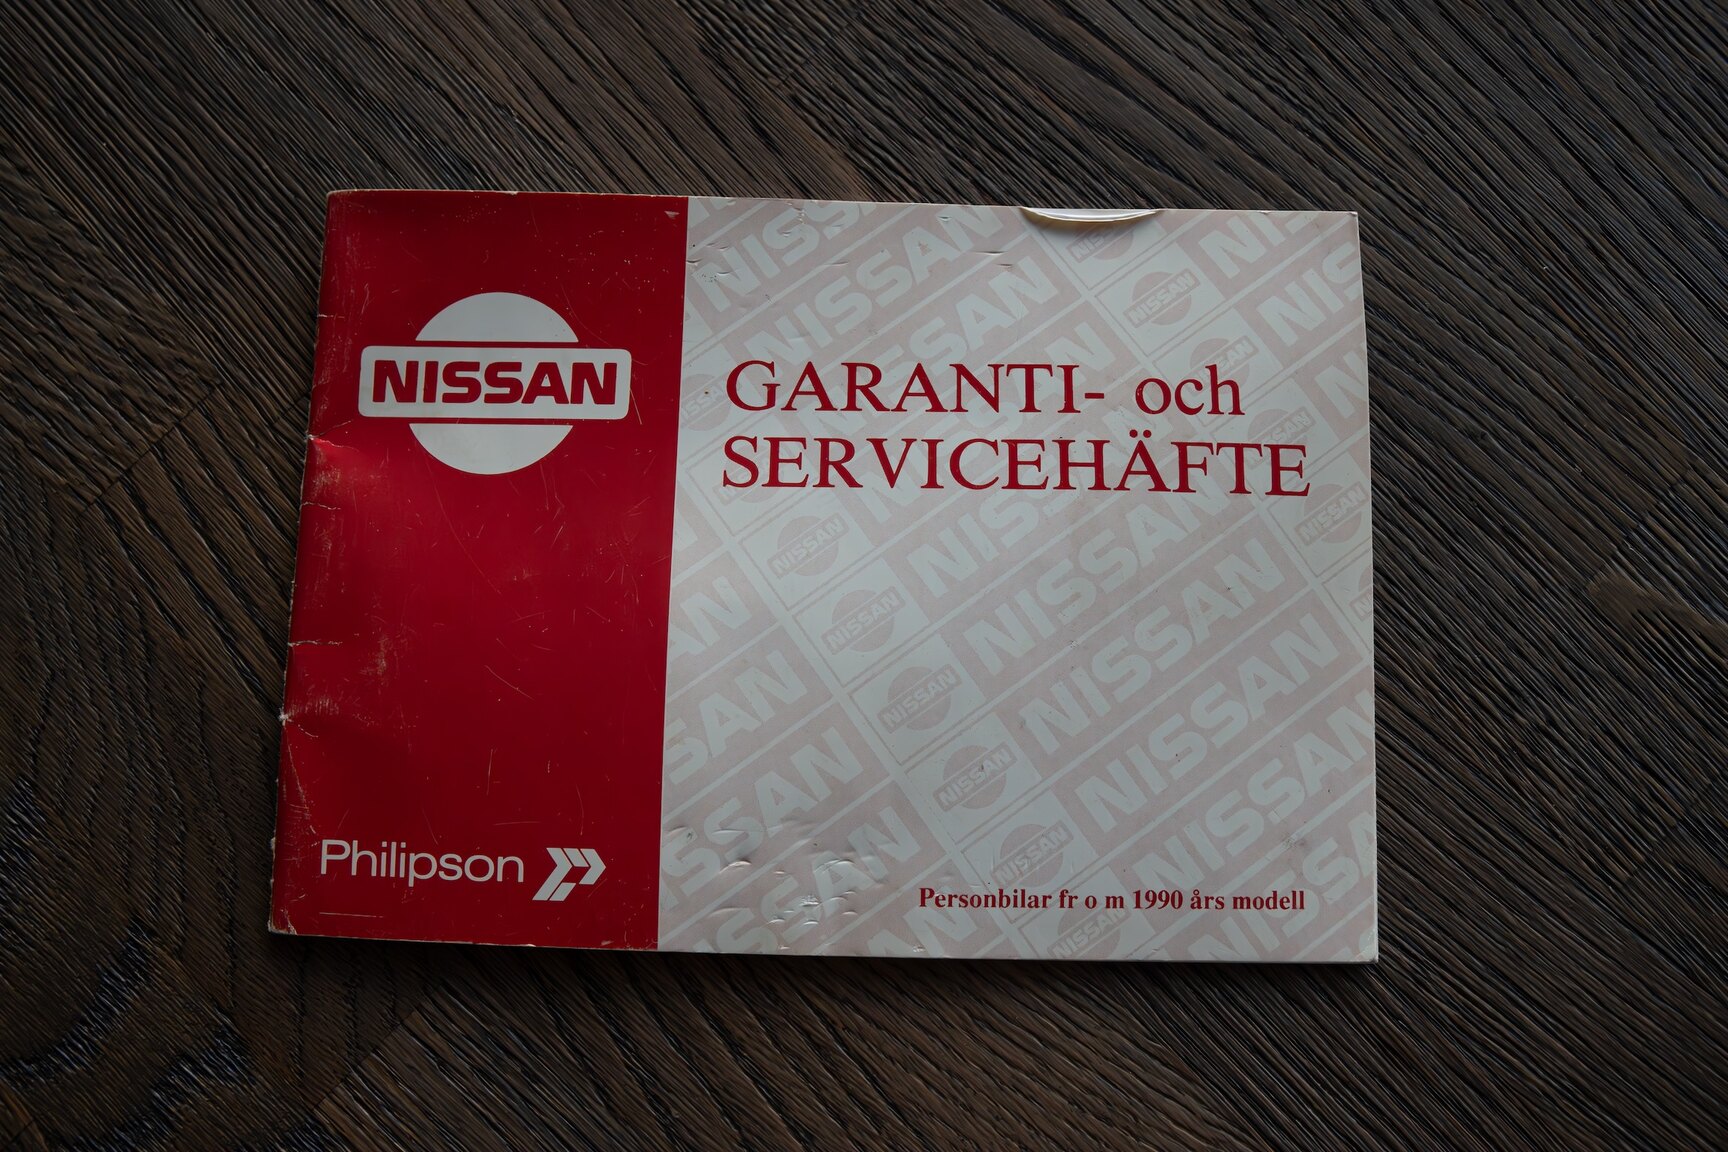 NISSAN
GARANTI- och
SERVICEHÄFTE
Philipson
Personbilar fr o m 1990 års modell